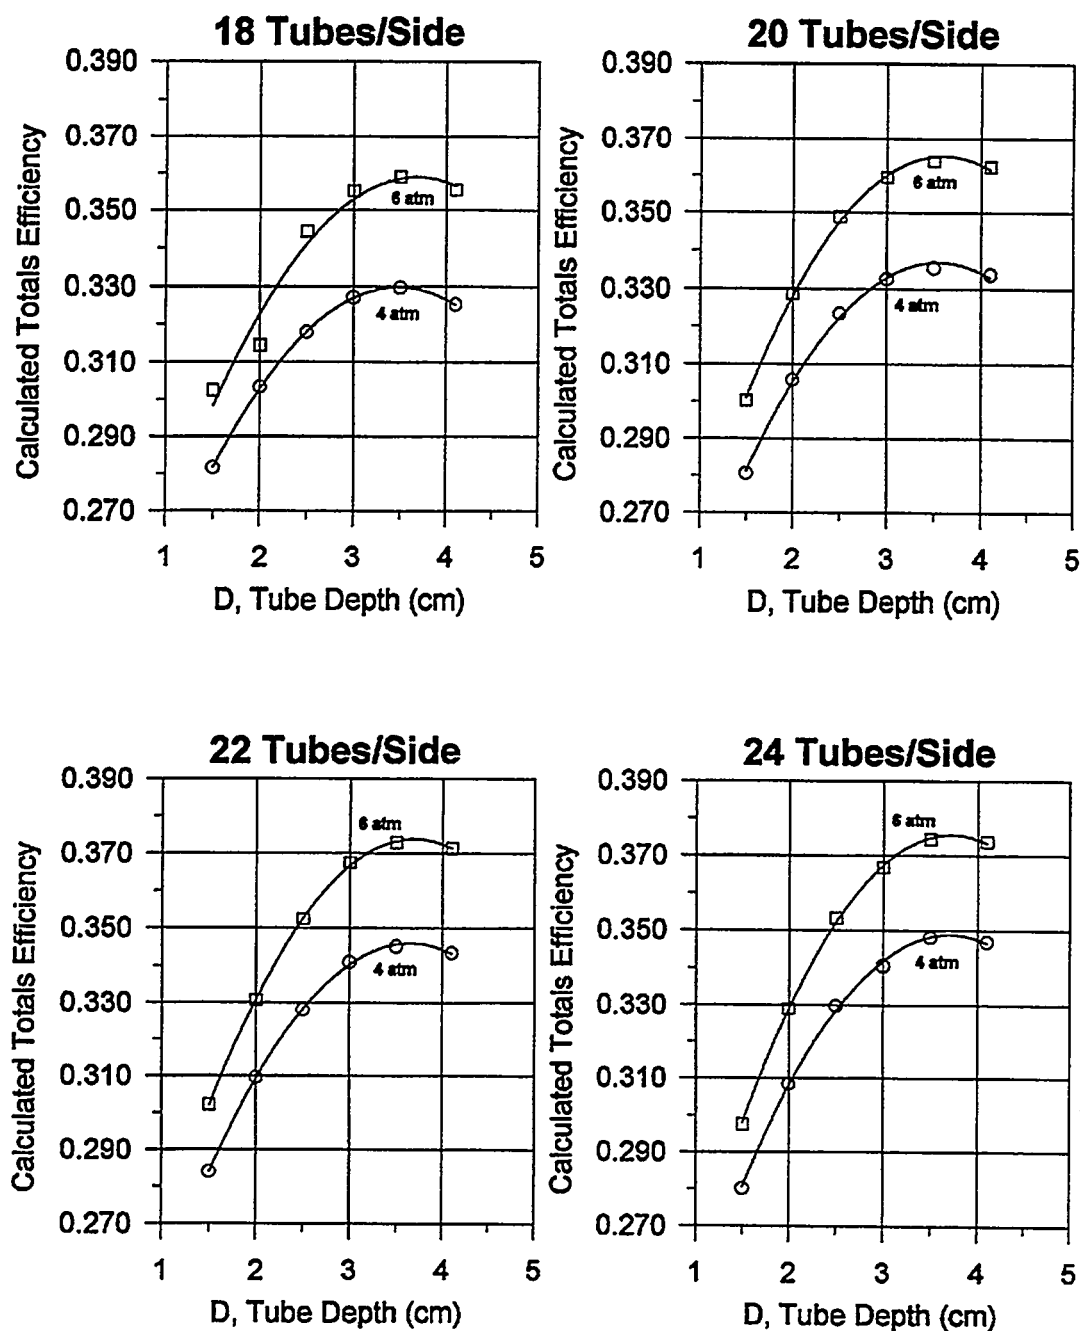 18 Tubes/Side
0.390
0.370
0.350
0.330
0.310
0.290
0.270
Calculated Totals Efficiency
6 atm
4 atm
1 2 3 4 5
D, Tube Depth (cm)
20 Tubes/Side
0.390
0.370
0.350
0.330
0.310
0.290
0.270
Calculated Totals Efficiency
6 atm
4 atm
1 2 3 4 5
D, Tube Depth (cm)
22 Tubes/Side
0.390
0.370
0.350
0.330
0.310
0.290
0.270
Calculated Totals Efficiency
6 atm
4 atm
1 2 3 4 5
D, Tube Depth (cm)
24 Tubes/Side
0.390
0.370
0.350
0.330
0.310
0.290
0.270
Calculated Totals Efficiency
6 atm
4 atm
1 2 3 4 5
D, Tube Depth (cm)